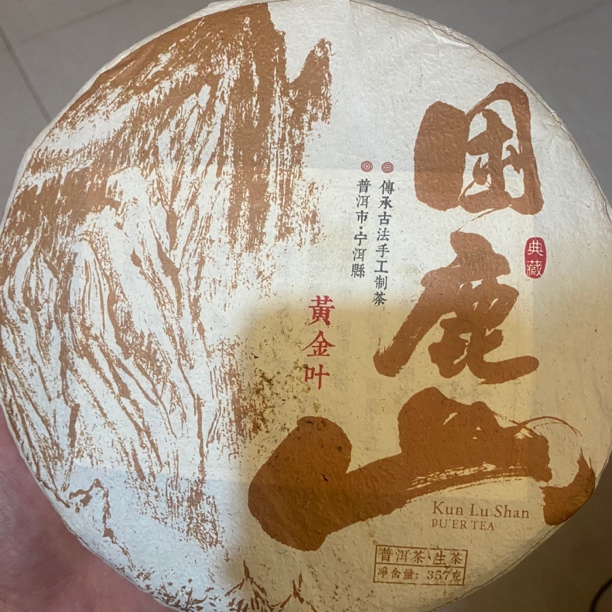 困鹿山
典藏
傳承古法手工制茶
普洱市·宁洱縣
黃金叶
Kun Lu Shan
PU'ER TEA
普洱茶·生茶
淨含量: 357克